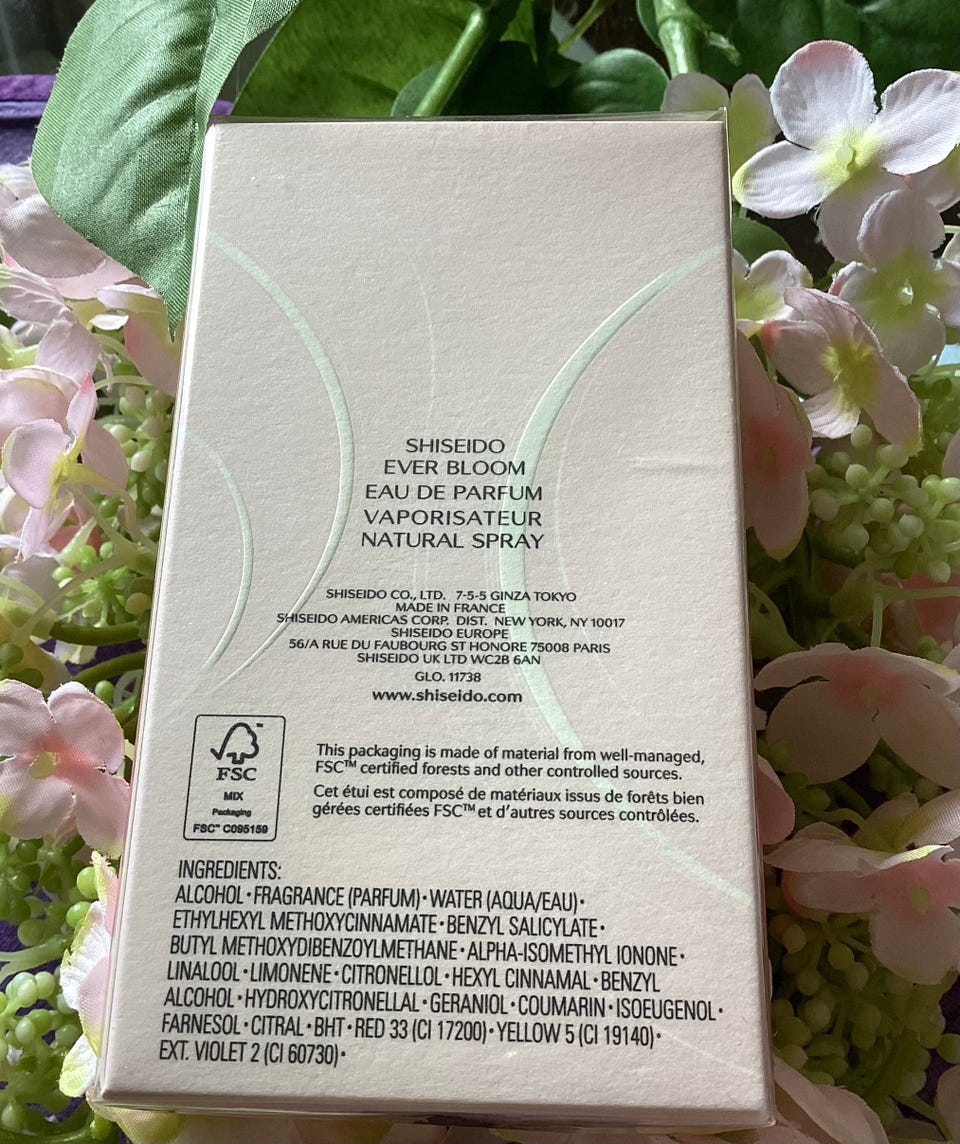 SHISEIDO
EVER BLOOM
EAU DE PARFUM
VAPORISATEUR
NATURAL SPRAY
SHISEIDO CO., LTD. 7-5-5 GINZA TOKYO
MADE IN FRANCE
SHISEIDO AMERICAS CORP. DIST. NEW YORK, NY 10017
SHISEIDO EUROPE
56/A RUE DU FAUBOURG ST HONORE 75008 PARIS
SHISEIDO UK LTD WC2B 6AN
GLO. 11738
www.shiseido.com
FSC
MIX
Packaging
FSC™ C095159
This packaging is made of material from well-managed,
FSC™ certified forests and other controlled sources.
Cet étui est composé de matériaux issus de forêts bien
gérées certifiées FSC™ et d'autres sources contrôlées.
INGREDIENTS:
ALCOHOL·FRAGRANCE (PARFUM)·WATER (AQUA/EAU)·
ETHYLHEXYL METHOXYCINNAMATE·BENZYL SALICYLATE·
BUTYL METHOXYDIBENZOYLMETHANE·ALPHA-ISOMETHYL IONONE·
LINALOOL·LIMONENE·CITRONELLOL·HEXYL CINNAMAL·BENZYL
ALCOHOL·HYDROXYCITRONELLAL·GERANIOL·COUMARIN·ISOEUGENOL·
FARNESOL·CITRAL·BHT·RED 33 (CI 17200)·YELLOW 5 (CI 19140)·
EXT. VIOLET 2 (CI 60730)·